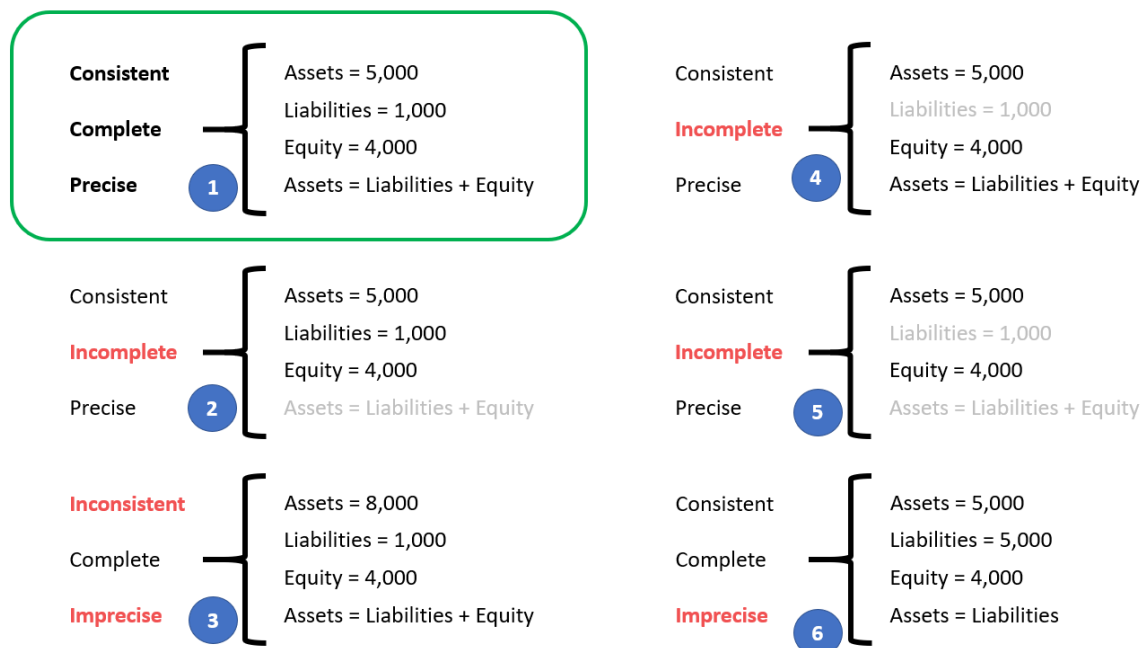 Consistent
Complete
Precise
1
Assets = 5,000
Liabilities = 1,000
Equity = 4,000
Assets = Liabilities + Equity
Consistent
Incomplete
Precise
4
Assets = 5,000
Liabilities = 1,000
Equity = 4,000
Assets = Liabilities + Equity
Consistent
Incomplete
Precise
2
Assets = 5,000
Liabilities = 1,000
Equity = 4,000
Assets = Liabilities + Equity
Consistent
Incomplete
Precise
5
Assets = 5,000
Liabilities = 1,000
Equity = 4,000
Assets = Liabilities + Equity
Inconsistent
Complete
Imprecise
3
Assets = 8,000
Liabilities = 1,000
Equity = 4,000
Assets = Liabilities + Equity
Consistent
Complete
Imprecise
6
Assets = 5,000
Liabilities = 5,000
Equity = 4,000
Assets = Liabilities